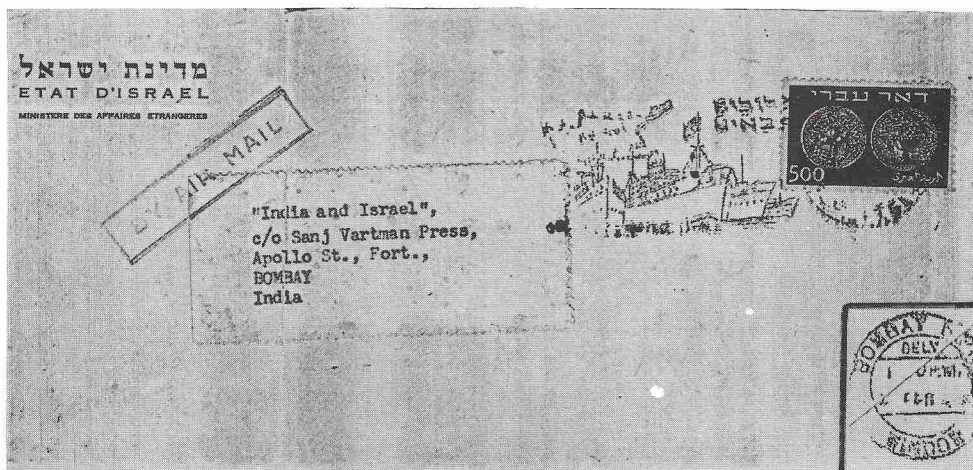 מדינת ישראל
ETAT D'ISRAEL
MINISTERE DES AFFAIRES ETRANGERES
AIR MAIL
דאר עברי
500
"India and Israel",
c/o Sanj Vartman Press,
Apollo St., Fort.,
BOMBAY
India
BOMBAY
DELY